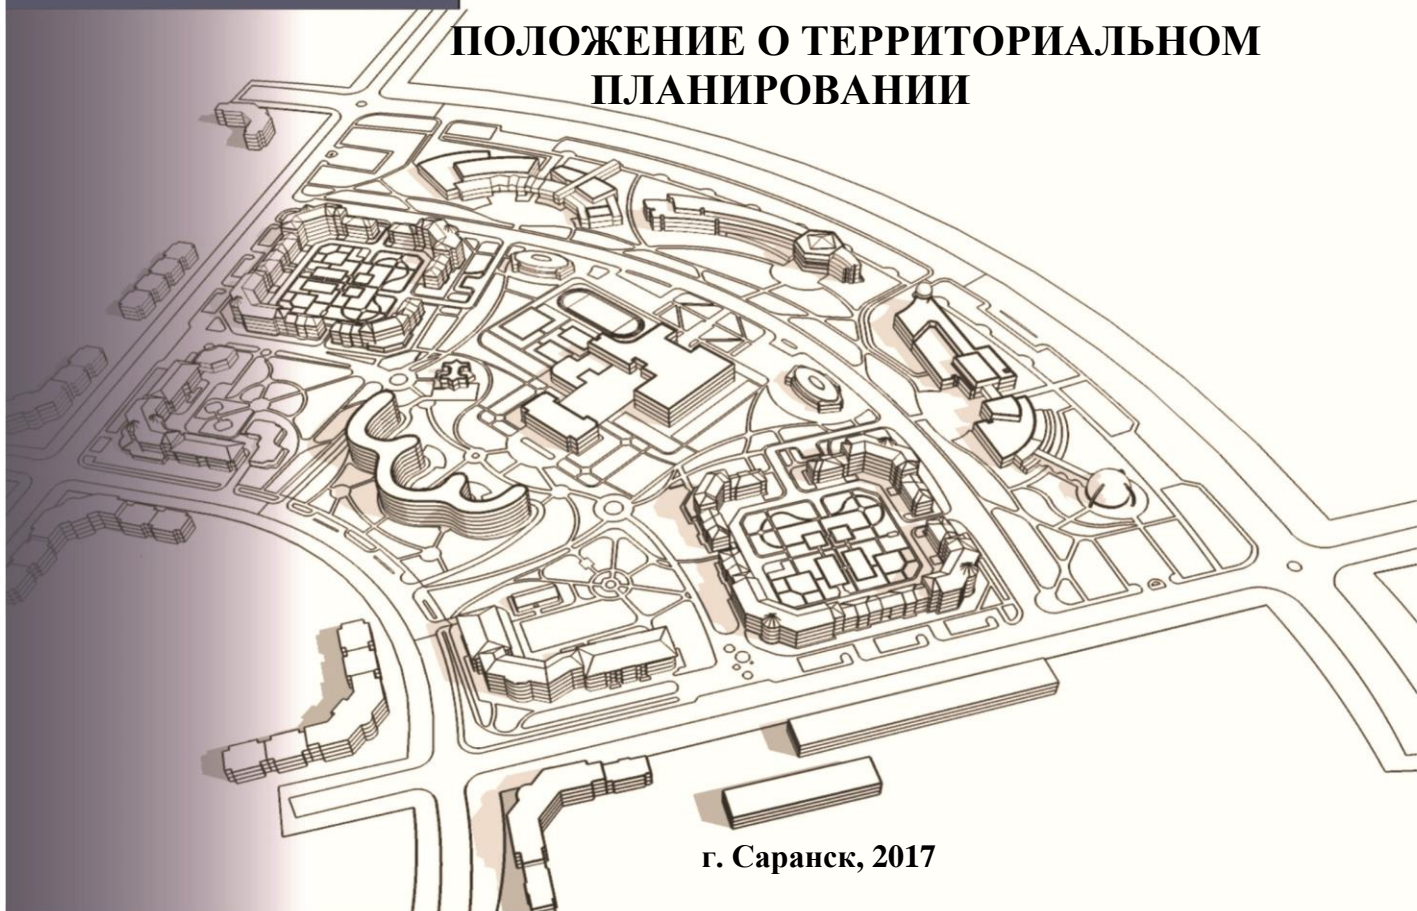 ПОЛОЖЕНИЕ О ТЕРРИТОРИАЛЬНОМ
ПЛАНИРОВАНИИ
г. Саранск, 2017